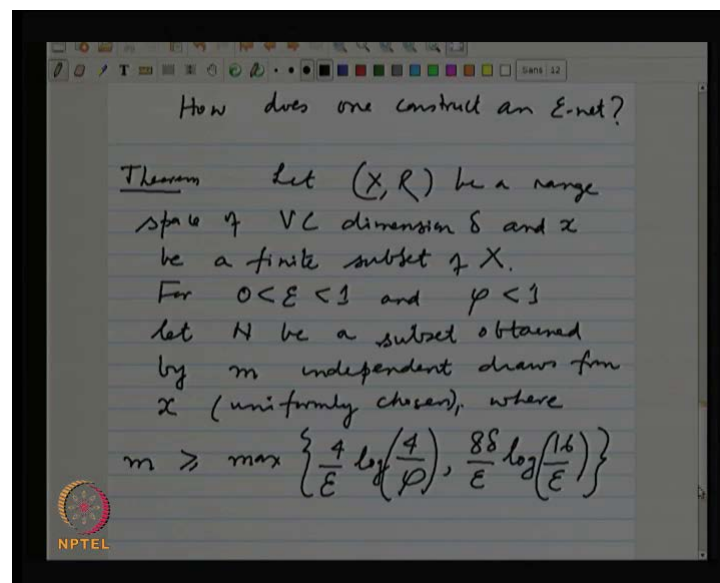 T
Sans 12
How does one construct an ε-net?
Theorem Let (X, R) be a range
space of VC dimension δ and x
be a finite subset of X.
For 0 < ε < 1 and φ < 1
let N be a subset obtained
by m independent draws from
x (uniformly chosen), where
m ≥ max { 4/ε log(4/φ), 8δ/ε log(16/ε) }
NPTEL